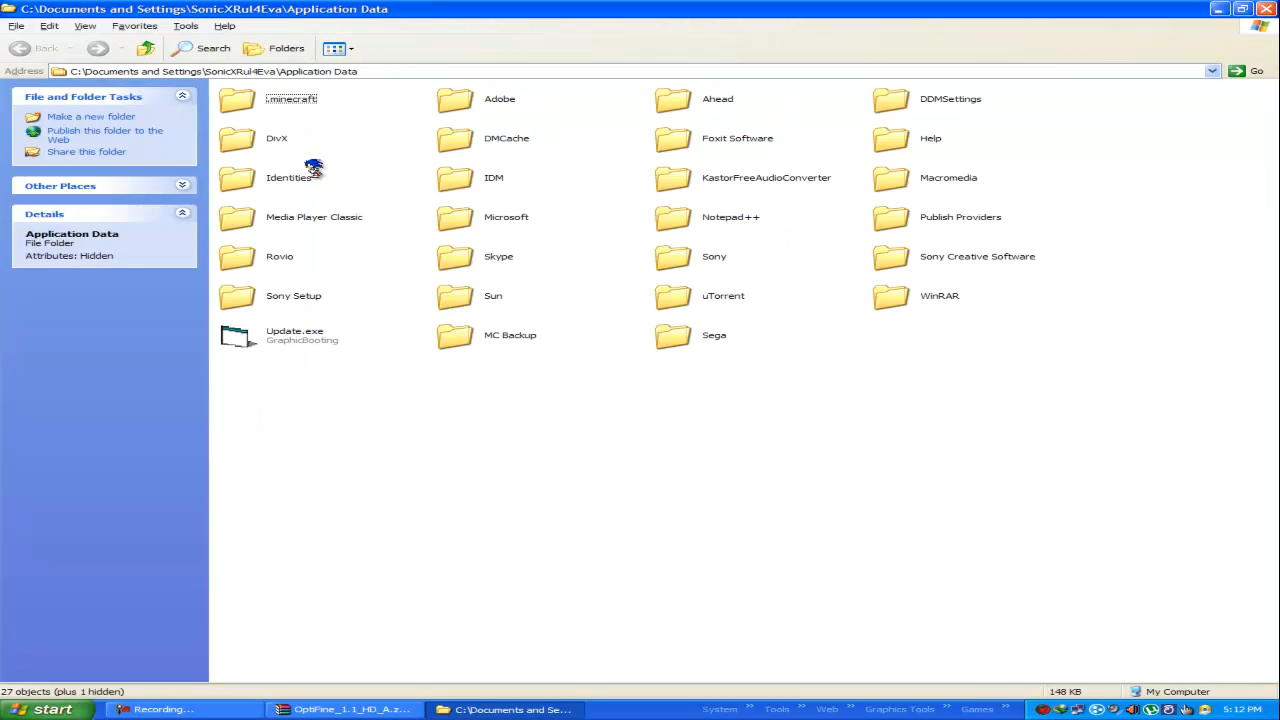 C:\Documents and Settings\SonicXRul4Eva\Application Data
File Edit View Favorites Tools Help
Back Search Folders
Address C:\Documents and Settings\SonicXRul4Eva\Application Data Go
File and Folder Tasks
Make a new folder
Publish this folder to the
Web
Share this folder
Other Places
Details
Application Data
File Folder
Attributes: Hidden
.minecraft Adobe Ahead DDMSettings
DivX DMCache Foxit Software Help
Identities IDM KastorFreeAudioConverter Macromedia
Media Player Classic Microsoft Notepad++ Publish Providers
Rovio Skype Sony Sony Creative Software
Sony Setup Sun uTorrent WinRAR
Update.exe MC Backup Sega
GraphicBooting
27 objects (plus 1 hidden) 148 KB My Computer
start Recording... OptiFine_1.1_HD_A.z... C:\Documents and Se... System Tools Web Graphics Tools Games 5:12 PM